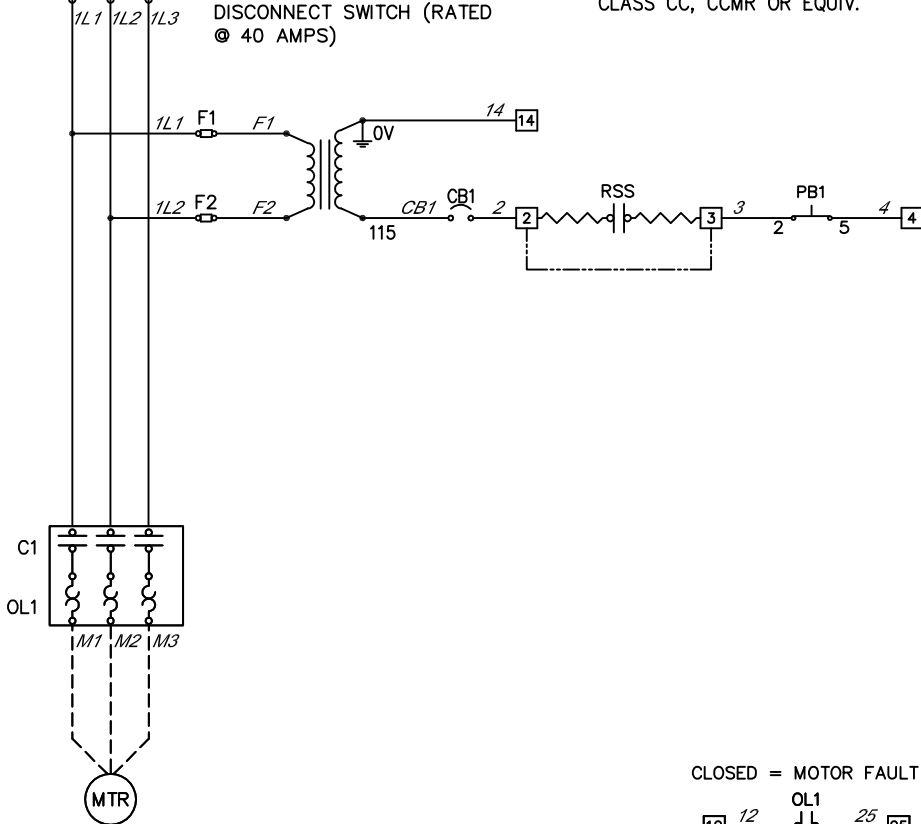 1L1 1L2 1L3
DISCONNECT SWITCH (RATED
@ 40 AMPS)
CLASS CC, CCMR OR EQUIV.
1L1 F1 F1
0V
14 14
1L2 F2 F2
115
CB1 CB1 2 2 RSS 3 3
PB1
2 5 4 4
C1
OL1
M1 M2 M3
MTR
CLOSED = MOTOR FAULT
OL1
12 25